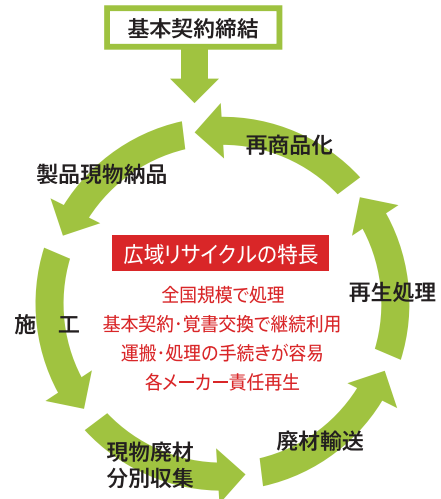 基本契約締結
再商品化
製品現物納品
広域リサイクルの特長
全国規模で処理
基本契約・覚書交換で継続利用
運搬・処理の手続きが容易
各メーカー責任再生
再生処理
施　工
現物廃材
分別収集
廃材輸送